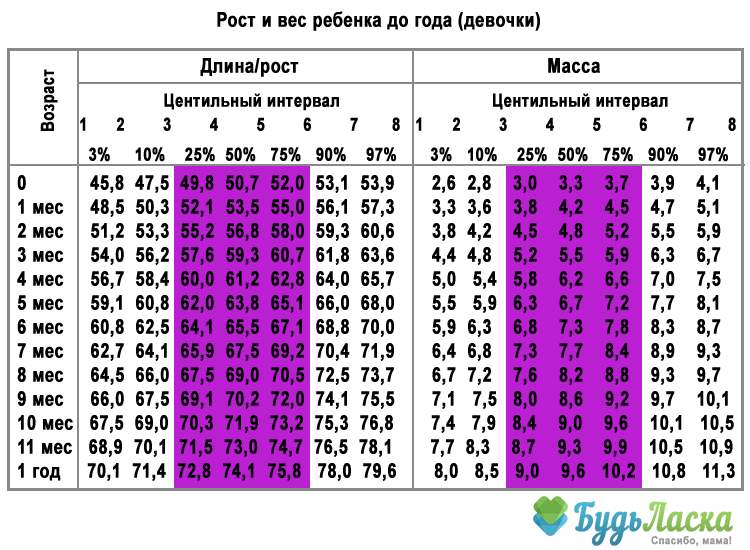 Рост и вес ребенка до года (девочки)
Возраст
Длина/рост Масса
Центильный интервал Центильный интервал
1 2 3 4 5 6 7 8 1 2 3 4 5 6 7 8
3% 10% 25% 50% 75% 90% 97% 3% 10% 25% 50% 75% 90% 97%
0 45,8 47,5 49,8 50,7 52,0 53,1 53,9 2,6 2,8 3,0 3,3 3,7 3,9 4,1
1 мес 48,5 50,3 52,1 53,5 55,0 56,1 57,3 3,3 3,6 3,8 4,2 4,5 4,7 5,1
2 мес 51,2 53,3 55,2 56,8 58,0 59,3 60,6 3,8 4,2 4,5 4,8 5,2 5,5 5,9
3 мес 54,0 56,2 57,6 59,3 60,7 61,8 63,6 4,4 4,8 5,2 5,5 5,9 6,3 6,7
4 мес 56,7 58,4 60,0 61,2 62,8 64,0 65,7 5,0 5,4 5,8 6,2 6,6 7,0 7,5
5 мес 59,1 60,8 62,0 63,8 65,1 66,0 68,0 5,5 5,9 6,3 6,7 7,2 7,7 8,1
6 мес 60,8 62,5 64,1 65,5 67,1 68,8 70,0 5,9 6,3 6,8 7,3 7,8 8,3 8,7
7 мес 62,7 64,1 65,9 67,5 69,2 70,4 71,9 6,4 6,8 7,3 7,7 8,4 8,9 9,3
8 мес 64,5 66,0 67,5 69,0 70,5 72,5 73,7 6,7 7,2 7,6 8,2 8,8 9,3 9,7
9 мес 66,0 67,5 69,1 70,2 72,0 74,1 75,5 7,1 7,5 8,0 8,6 9,2 9,7 10,1
10 мес 67,5 69,0 70,3 71,9 73,2 75,3 76,8 7,4 7,9 8,4 9,0 9,6 10,1 10,5
11 мес 68,9 70,1 71,5 73,0 74,7 76,5 78,1 7,7 8,3 8,7 9,3 9,9 10,5 10,9
1 год 70,1 71,4 72,8 74,1 75,8 78,0 79,6 8,0 8,5 9,0 9,6 10,2 10,8 11,3
БудьЛаска
Спасибо, мама!